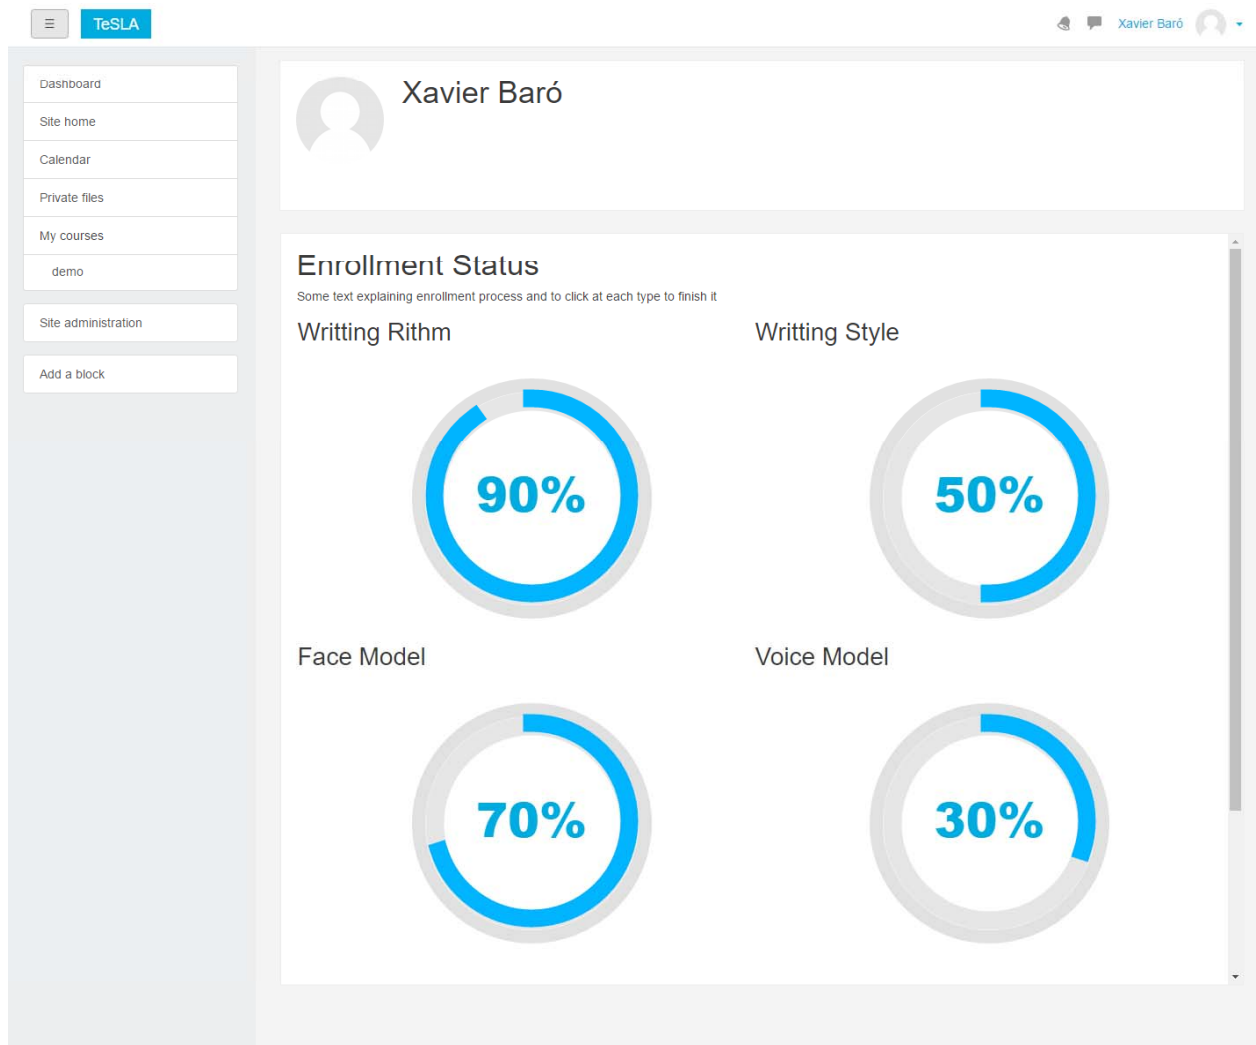 TeSLA
Xavier Baró
Dashboard
Site home
Calendar
Private files
My courses
demo
Site administration
Add a block
Xavier Baró
Enrollment Status
Some text explaining enrollment process and to click at each type to finish it
Writting Rithm
Writting Style
90%
50%
Face Model
Voice Model
70%
30%